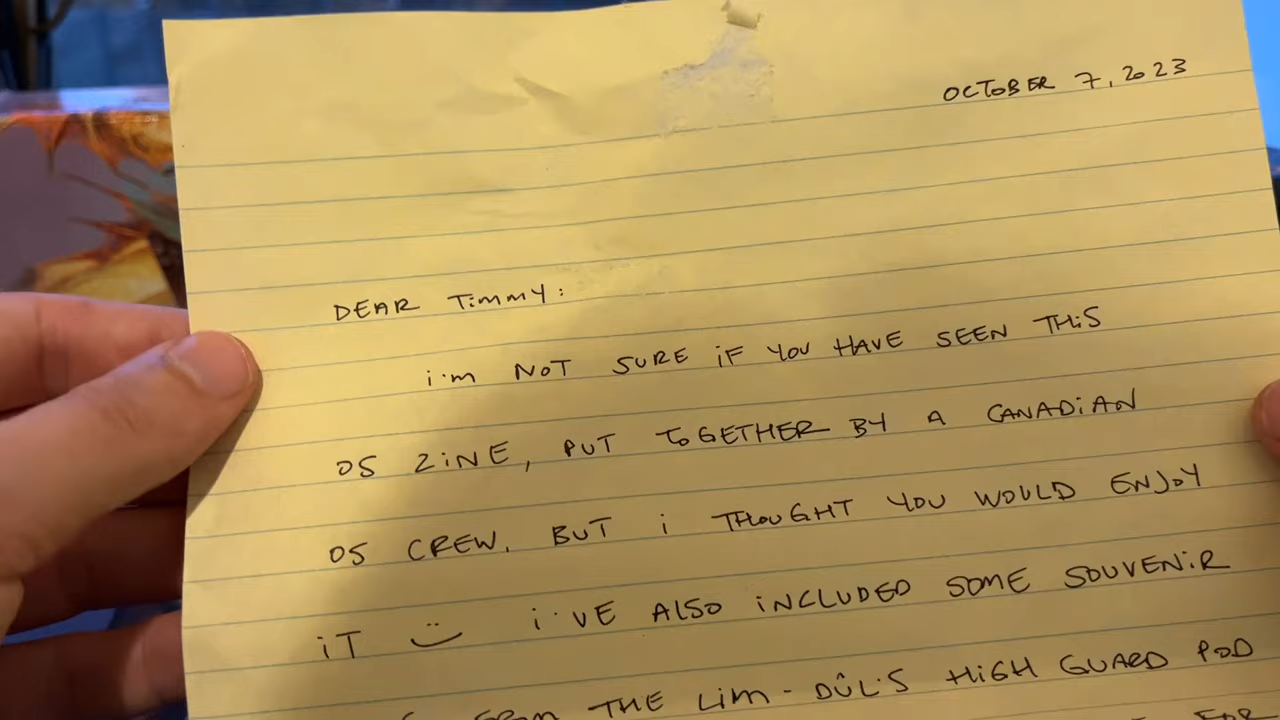 OCTOBER 7, 2023
DEAR TIMMY:
i'm NOT SURE iF YOU HAVE SEEN THiS
OS ZiNE, PUT TOGETHER BY A CANADiAN
OS CREW. BUT i THOUGHT YOU WOULD ENJOY
iT :) i'VE ALSO iNCLUDED SOME SOUVENiR
FROM THE LiM-DÛL'S HiGH GUARD POD
FOR